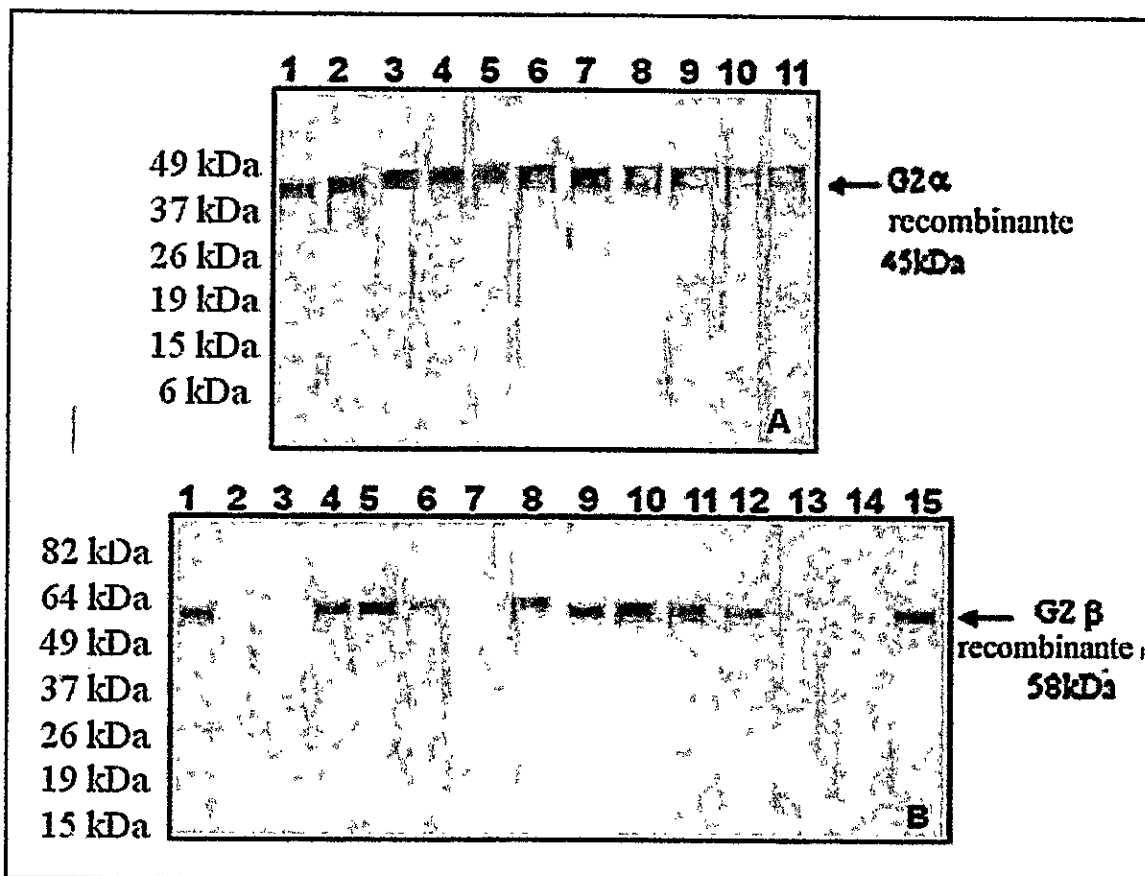 1 2 3 4 5 6 7 8 9 10 11
49 kDa
37 kDa
26 kDa
19 kDa
15 kDa
6 kDa
G2α
recombinante
45kDa
A
1 2 3 4 5 6 7 8 9 10 11 12 13 14 15
82 kDa
64 kDa
49 kDa
37 kDa
26 kDa
19 kDa
15 kDa
G2 β
recombinante
58kDa
B